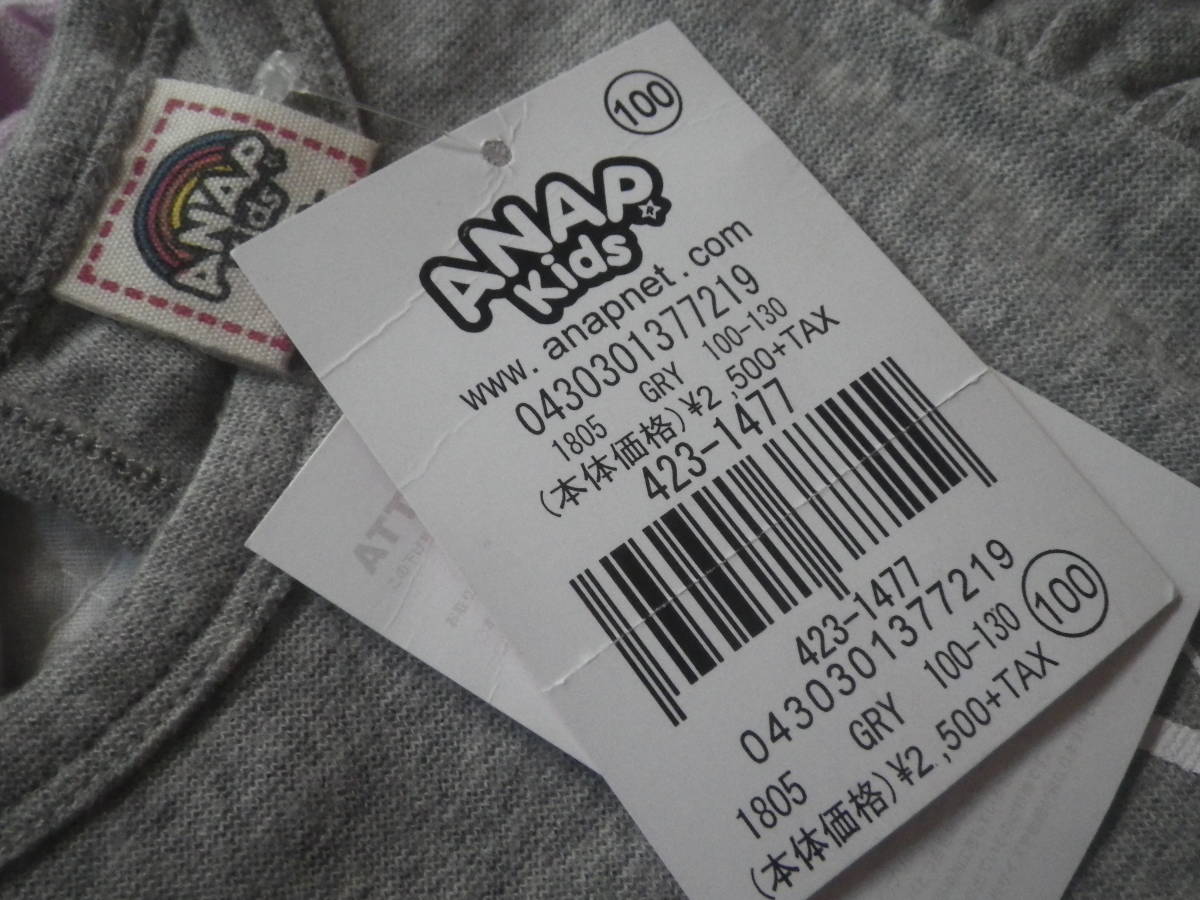 ANAP
Kids
100
ANAP
Kids
www.anapnet.com
0430301377219
1805 GRY 100-130
(本体価格)¥2,500+TAX
423-1477
423-1477
0430301377219
1805 GRY 100-130 100
(本体価格)¥2,500+TAX